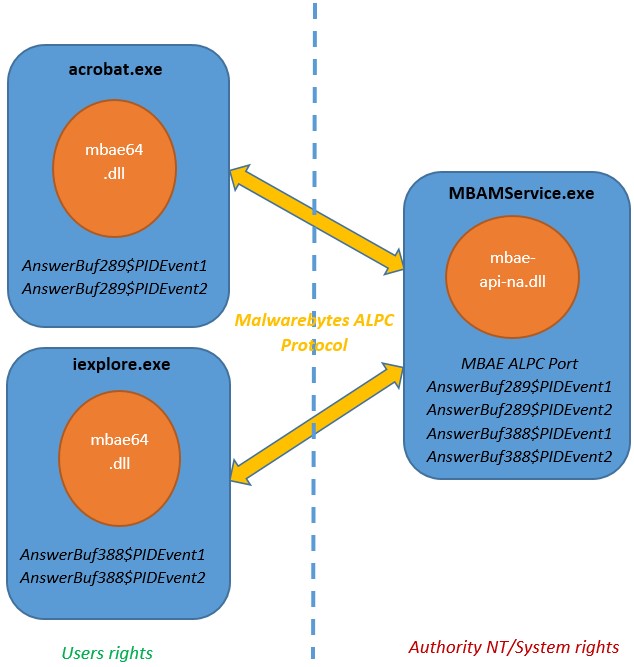 acrobat.exe
mbae64
.dll
AnswerBuf289$PIDEvent1
AnswerBuf289$PIDEvent2
Malwarebytes ALPC
Protocol
iexplore.exe
mbae64
.dll
AnswerBuf388$PIDEvent1
AnswerBuf388$PIDEvent2
Users rights
MBAMService.exe
mbae-
api-na.dll
MBAE ALPC Port
AnswerBuf289$PIDEvent1
AnswerBuf289$PIDEvent2
AnswerBuf388$PIDEvent1
AnswerBuf388$PIDEvent2
Authority NT/System rights